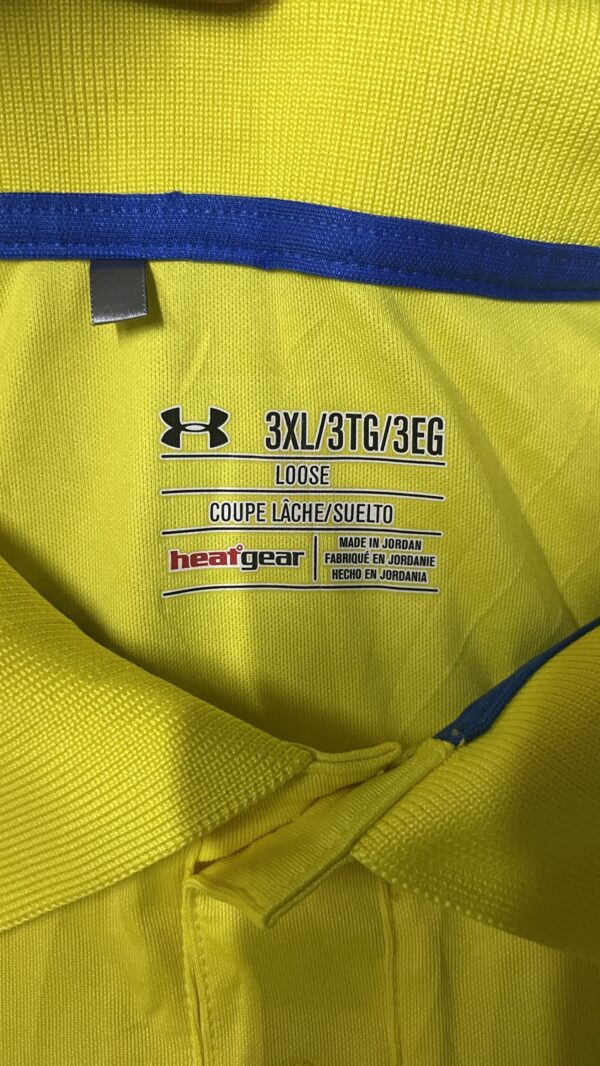 3XL/3TG/3EG
LOOSE
COUPE LÂCHE/SUELTO
heatgear
MADE IN JORDAN
FABRIQUÉ EN JORDANIE
HECHO EN JORDANIA